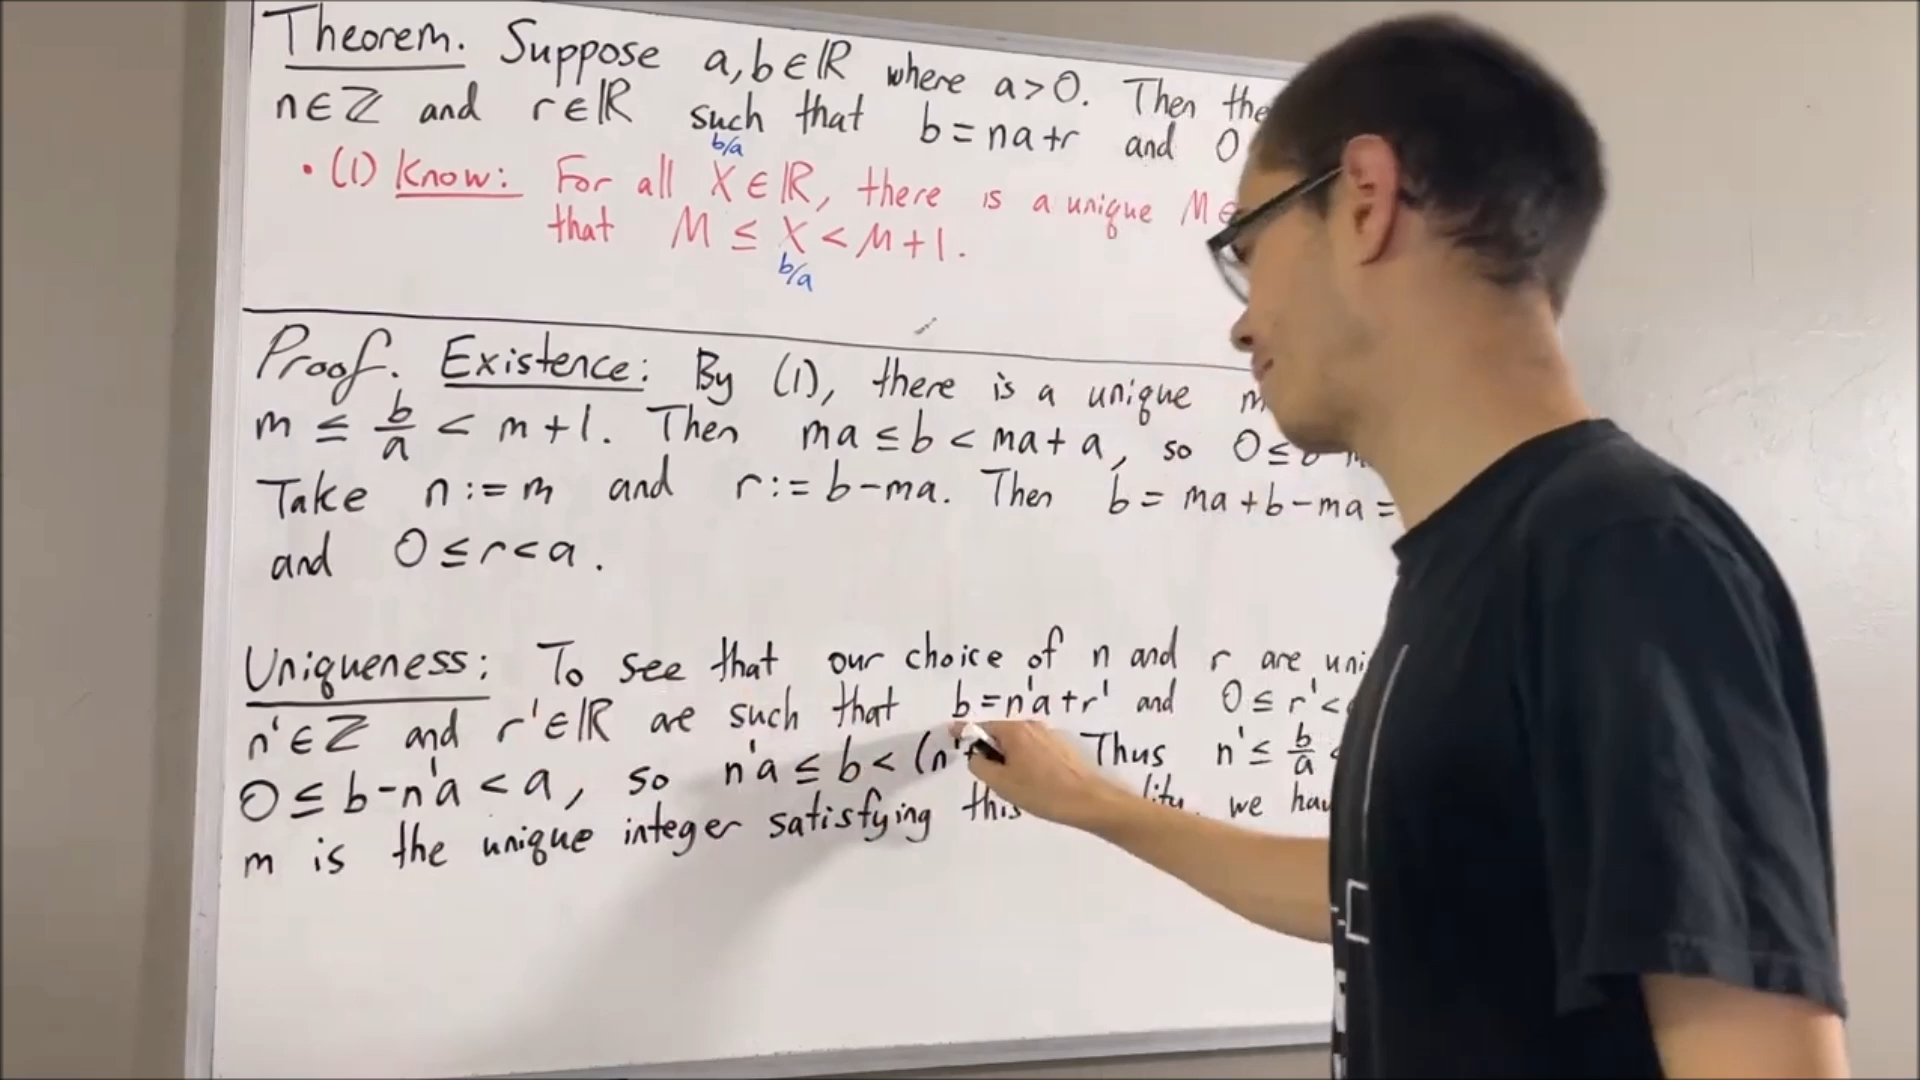 Theorem. Suppose a,b∈ℝ where a>0. Then
n∈ℤ and r∈ℝ such that b=na+r and 0
b/a
• (1) Know: For all X∈ℝ, there is a unique M∈
that M ≤ X < M+1.
b/a
Proof. Existence: By (1), there is a unique m
m ≤ b/a < m+1. Then ma ≤ b < ma+a, so 0≤
Take n:=m and r:=b-ma. Then b= ma+b-ma=
and 0≤r<a.
Uniqueness: To see that our choice of n and r are
n'∈ℤ and r'∈ℝ are such that b=n'a+r' and 0≤r'<
0≤b-n'a<a, so n'a≤b<(n'+ Thus n'≤ b/a <
m is the unique integer satisfying this we